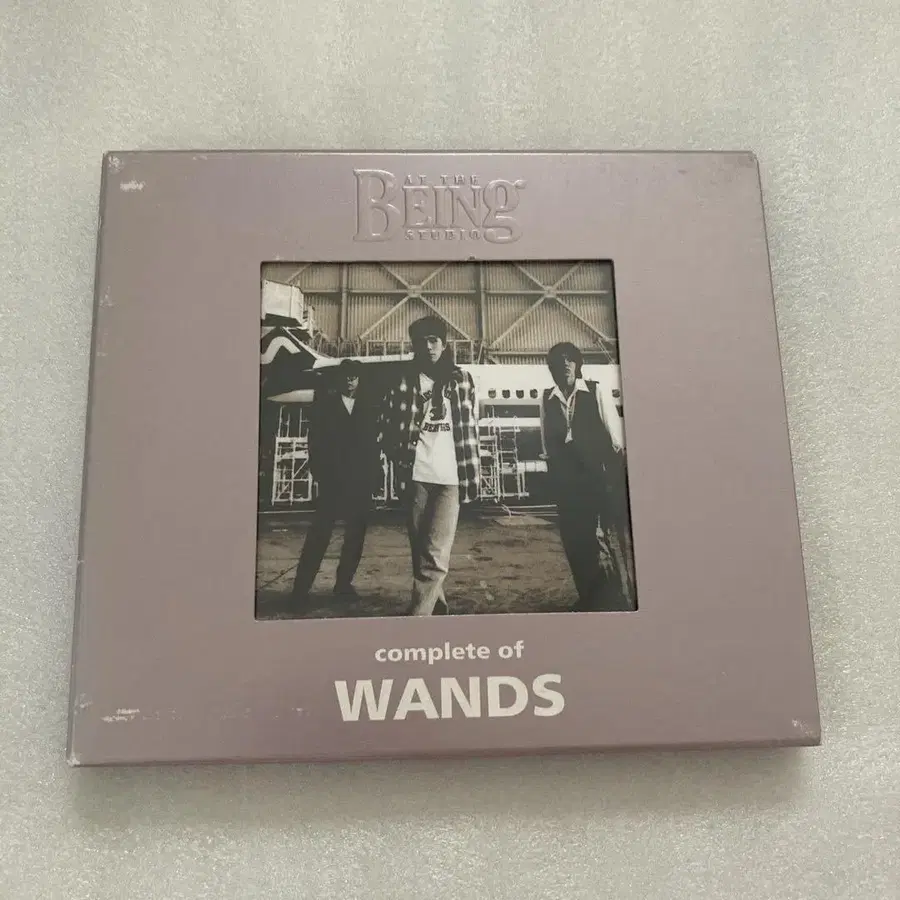 AT THE
BEINg
STUDIO
complete of
WANDS